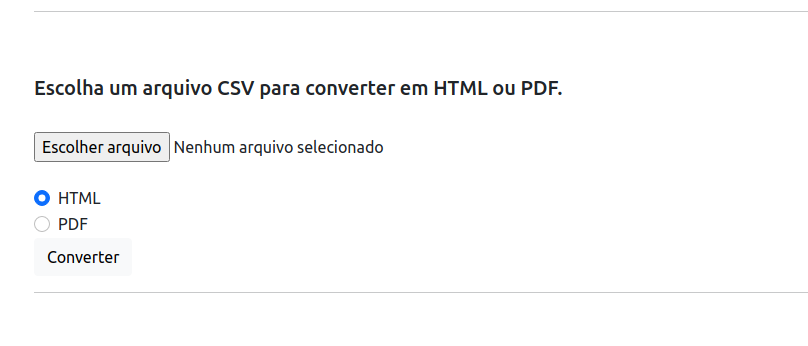 Escolha um arquivo CSV para converter em HTML ou PDF.
Escolher arquivo Nenhum arquivo selecionado
HTML
PDF
Converter